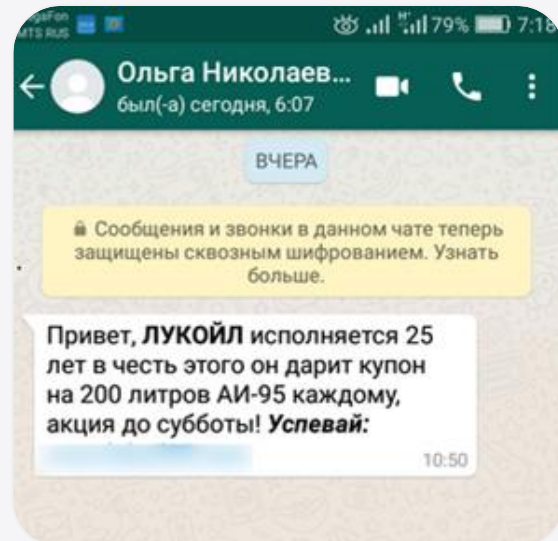 MTS RUS
79% 7:18
Ольга Николаев...
был(-а) сегодня, 6:07
ВЧЕРА
Сообщения и звонки в данном чате теперь
защищены сквозным шифрованием. Узнать
больше.
Привет, ЛУКОЙЛ исполняется 25
лет в честь этого он дарит купон
на 200 литров АИ-95 каждому,
акция до субботы! Успевай:
10:50